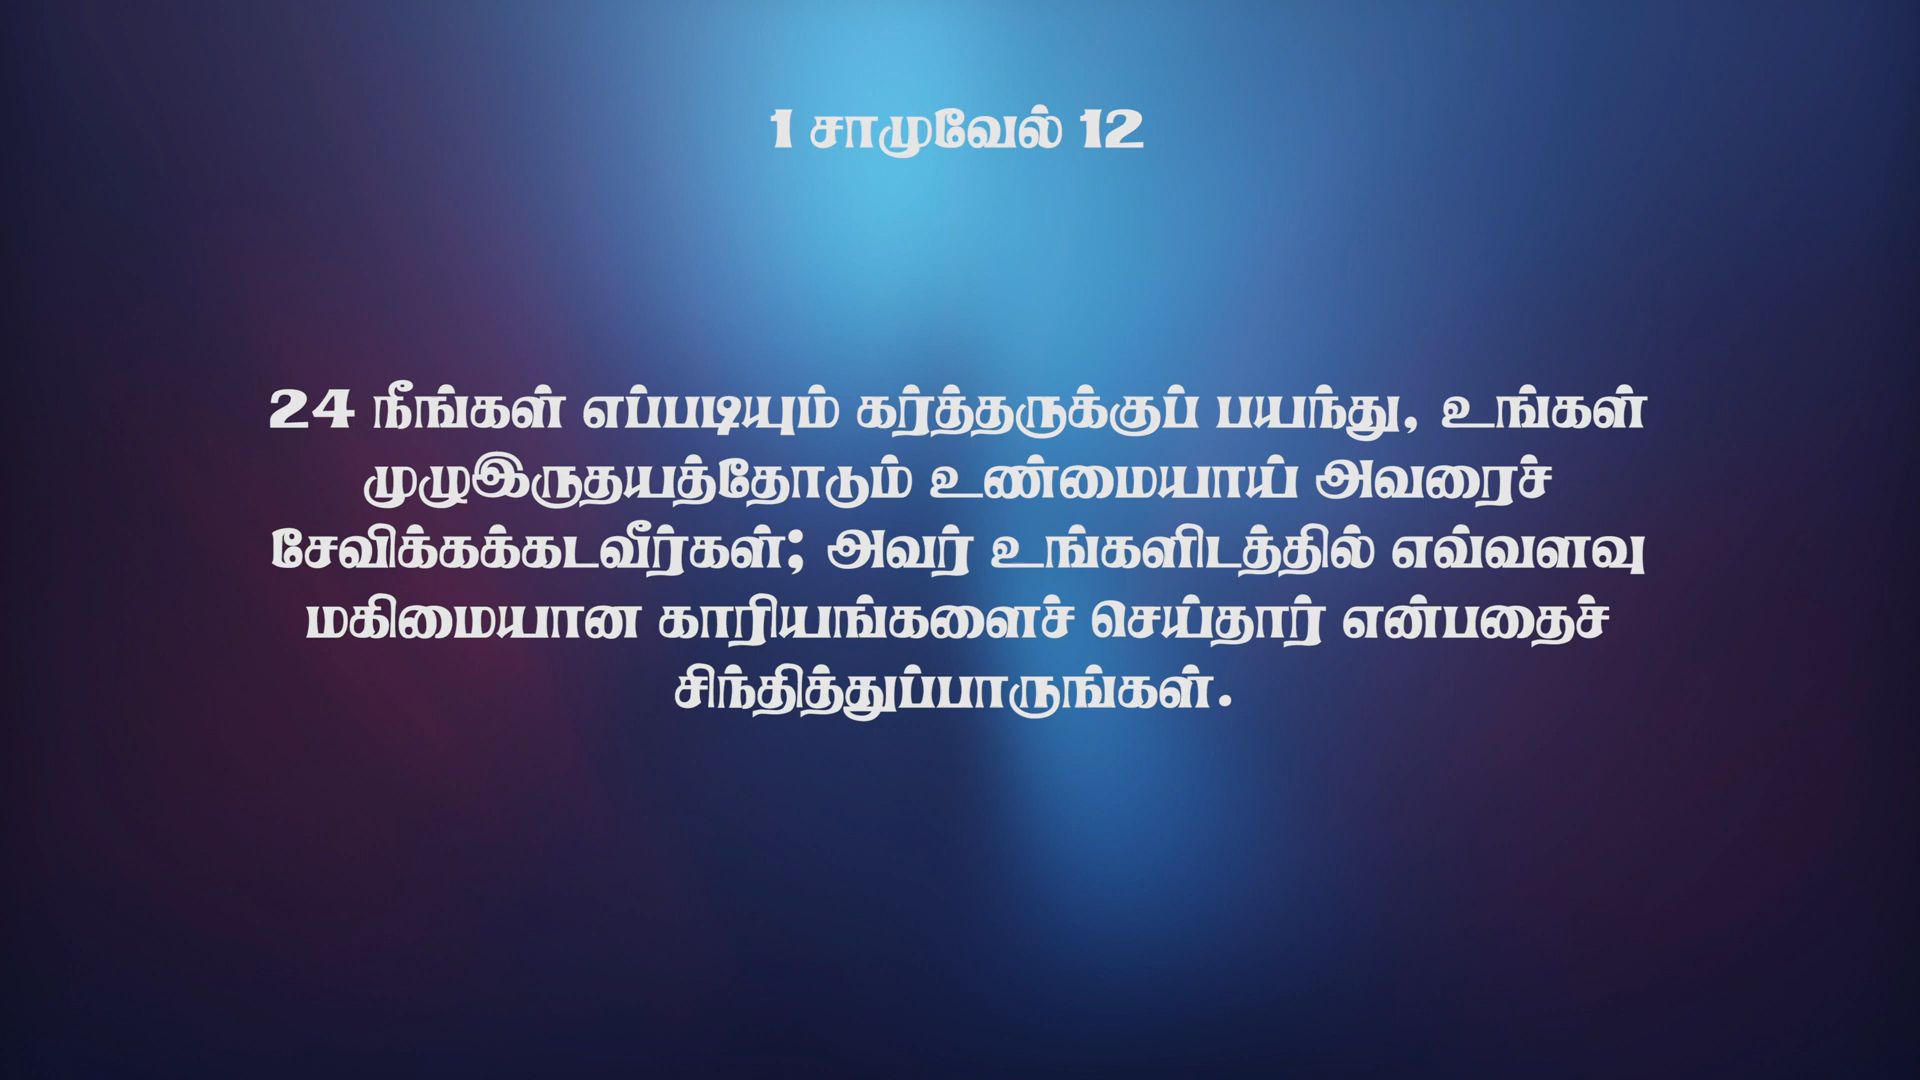 1 சாமுவேல் 12
24 நீங்கள் எப்படியும் கர்த்தருக்குப் பயந்து, உங்கள்
முழுஇருதயத்தோடும் உண்மையாய் அவரைச்
சேவிக்கக்கடவீர்கள்; அவர் உங்களிடத்தில் எவ்வளவு
மகிமையான காரியங்களைச் செய்தார் என்பதைச்
சிந்தித்துப்பாருங்கள்.